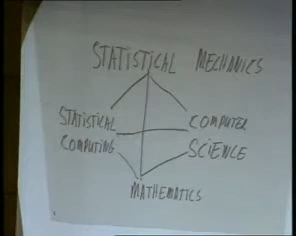 STATISTICAL MECHANICS
STATISTICAL COMPUTER
COMPUTING SCIENCE
MATHEMATICS